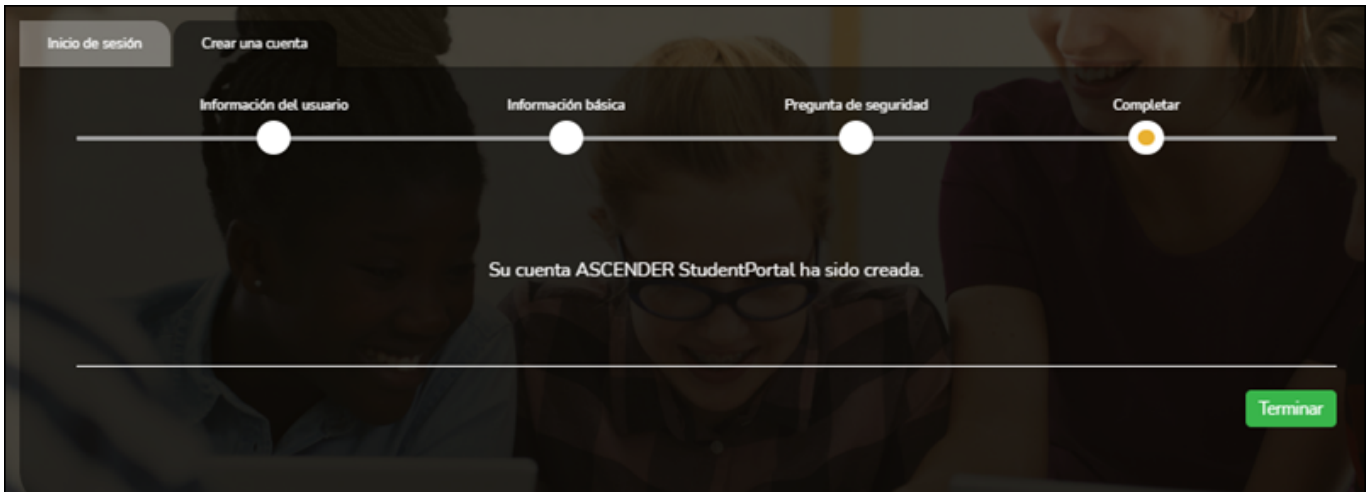 Inicio de sesión
Crear una cuenta
Información del usuario
Información básica
Pregunta de seguridad
Completar
Su cuenta ASCENDER StudentPortal ha sido creada.
Terminar